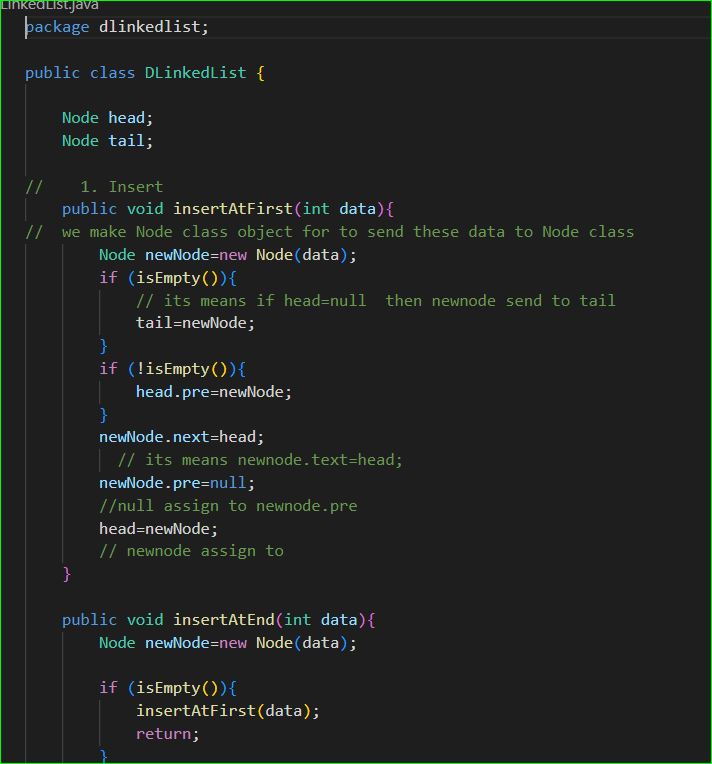 LinkedList.java
package dlinkedlist;
public class DLinkedList {
Node head;
Node tail;
// 1. Insert
public void insertAtFirst(int data){
// we make Node class object for to send these data to Node class
Node newNode=new Node(data);
if (isEmpty()){
// its means if head=null then newnode send to tail
tail=newNode;
}
if (!isEmpty()){
head.pre=newNode;
}
newNode.next=head;
// its means newnode.text=head;
newNode.pre=null;
//null assign to newnode.pre
head=newNode;
// newnode assign to
}
public void insertAtEnd(int data){
Node newNode=new Node(data);
if (isEmpty()){
insertAtFirst(data);
return;
}